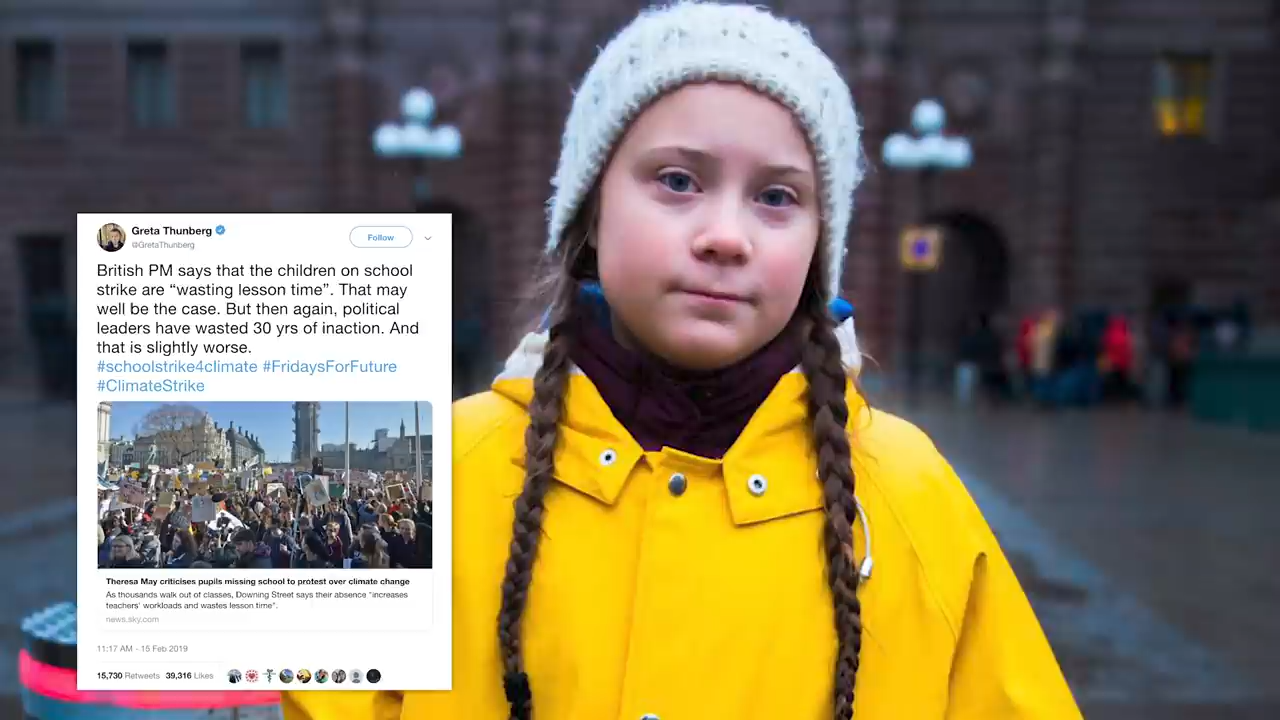 Greta Thunberg
@GretaThunberg
Follow
British PM says that the children on school
strike are “wasting lesson time”. That may
well be the case. But then again, political
leaders have wasted 30 yrs of inaction. And
that is slightly worse.
#schoolstrike4climate #FridaysForFuture
#ClimateStrike
Theresa May criticises pupils missing school to protest over climate change
As thousands walk out of classes, Downing Street says their absence "increases
teachers' workloads and wastes lesson time".
news.sky.com
11:17 AM - 15 Feb 2019
15,730 Retweets 39,316 Likes